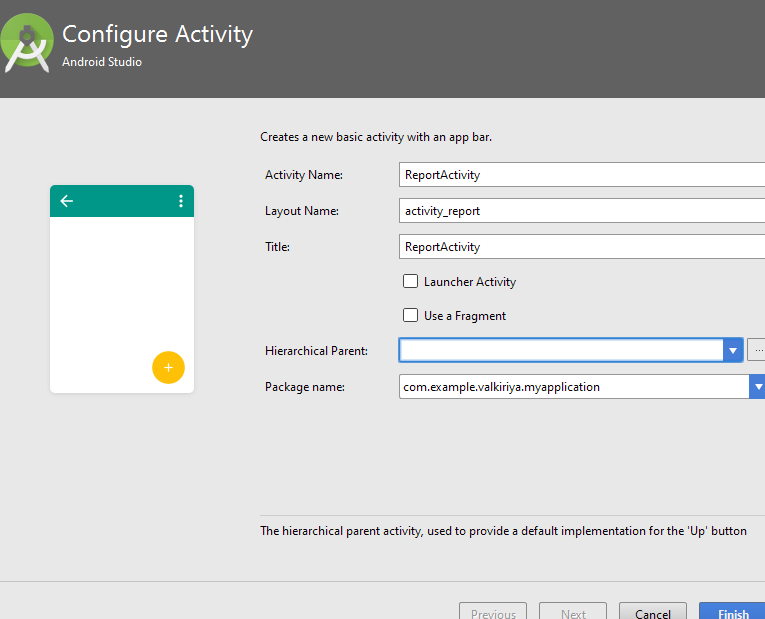 Configure Activity
Android Studio
Creates a new basic activity with an app bar.
Activity Name: ReportActivity
Layout Name: activity_report
Title: ReportActivity
Launcher Activity
Use a Fragment
Hierarchical Parent: ...
Package name: com.example.valkiriya.myapplication
The hierarchical parent activity, used to provide a default implementation for the 'Up' button
Previous Next Cancel Finish